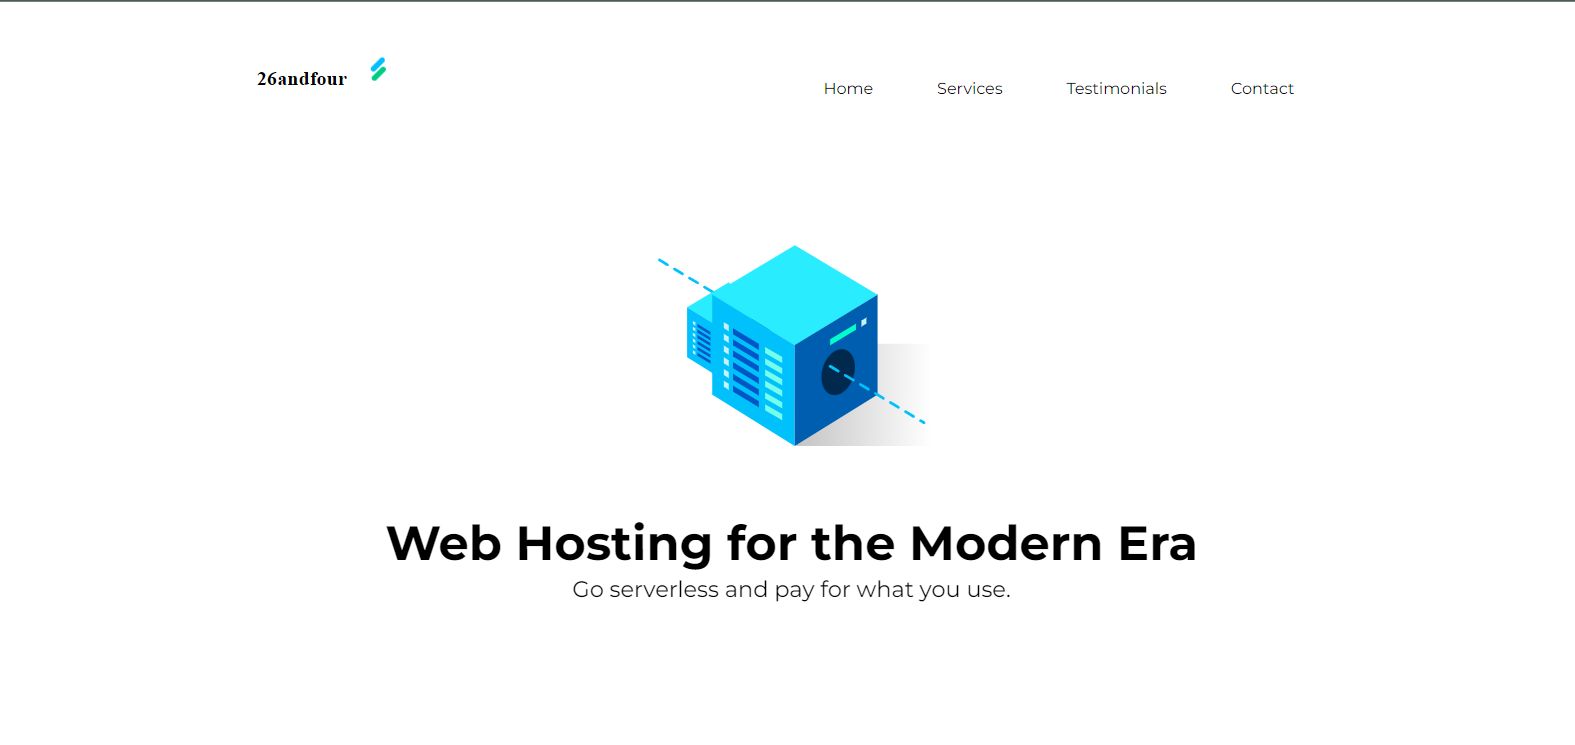 26andfour
Home Services Testimonials Contact
Web Hosting for the Modern Era
Go serverless and pay for what you use.